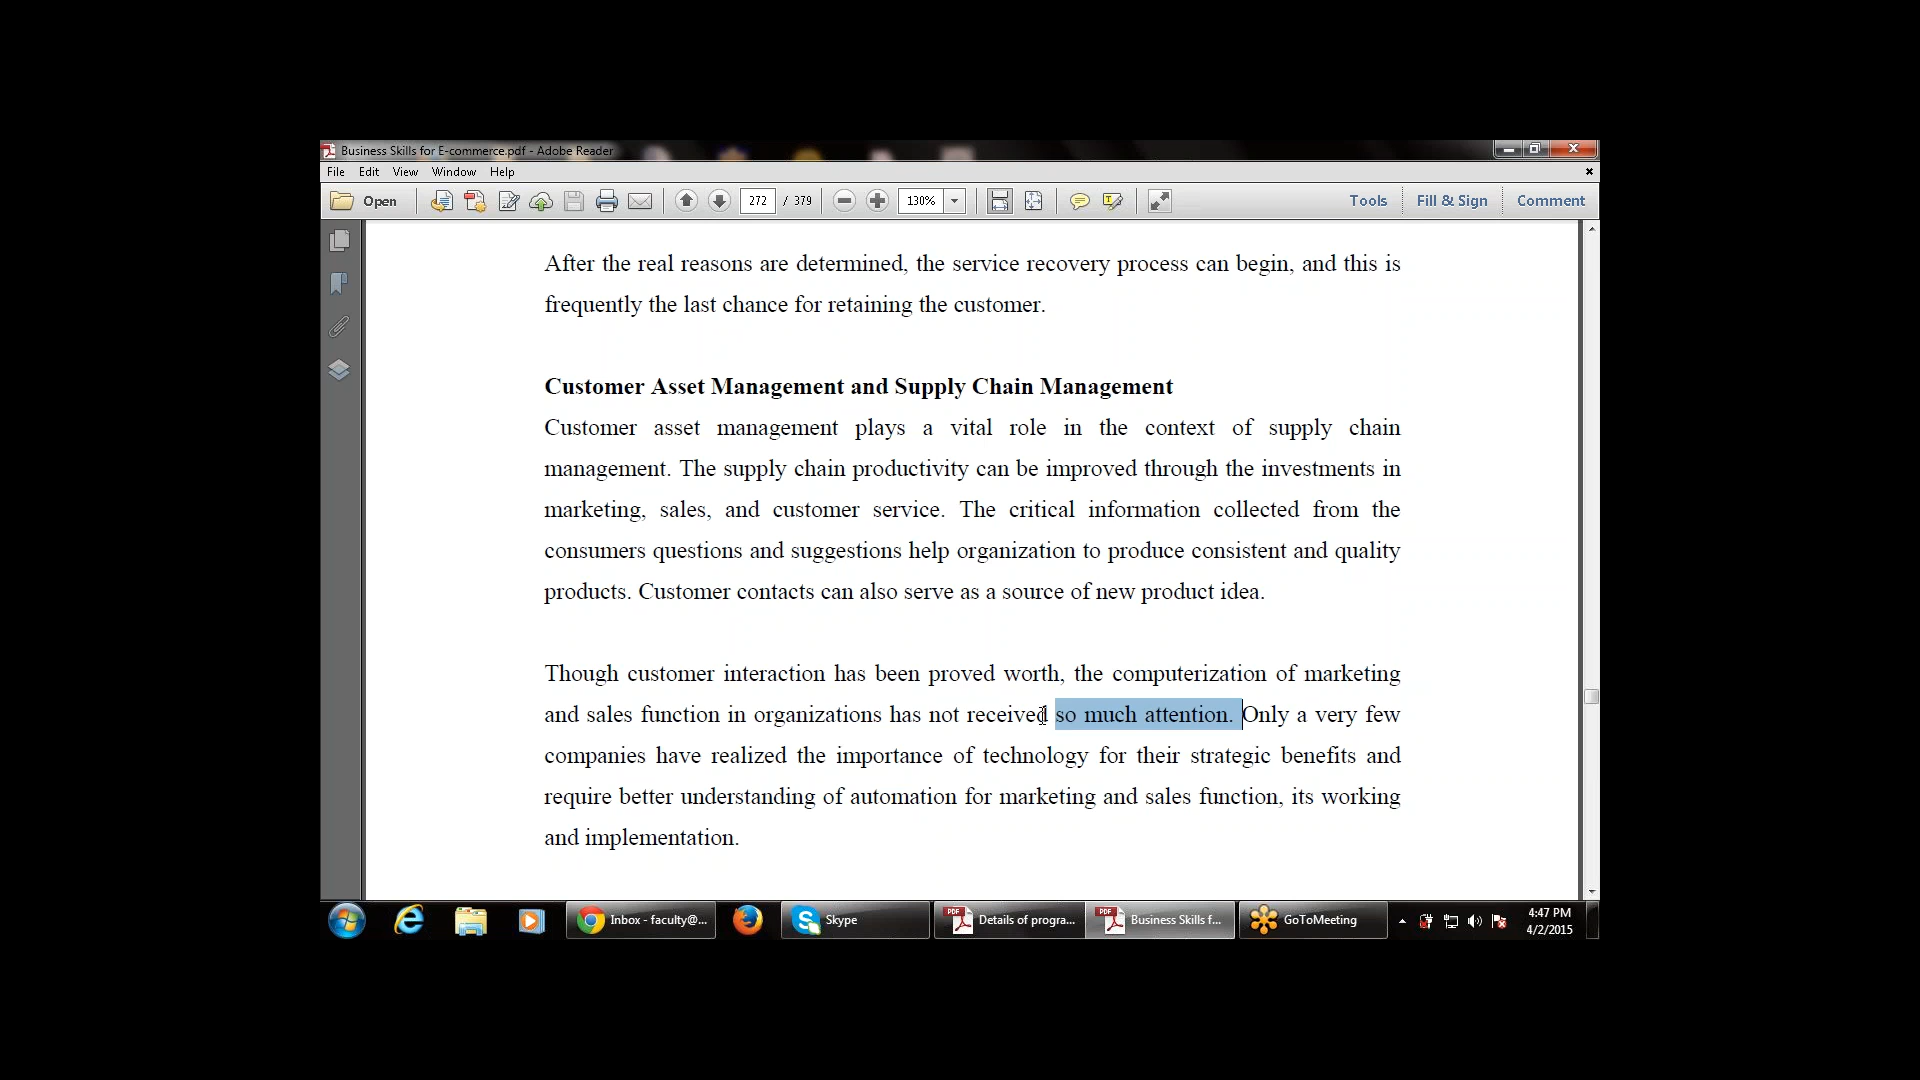 Business Skills for E-commerce.pdf - Adobe Reader
File Edit View Window Help
Open 272 / 379 130% Tools Fill & Sign Comment
After the real reasons are determined, the service recovery process can begin, and this is
frequently the last chance for retaining the customer.
Customer Asset Management and Supply Chain Management
Customer asset management plays a vital role in the context of supply chain
management. The supply chain productivity can be improved through the investments in
marketing, sales, and customer service. The critical information collected from the
consumers questions and suggestions help organization to produce consistent and quality
products. Customer contacts can also serve as a source of new product idea.
Though customer interaction has been proved worth, the computerization of marketing
and sales function in organizations has not received so much attention. Only a very few
companies have realized the importance of technology for their strategic benefits and
require better understanding of automation for marketing and sales function, its working
and implementation.
Inbox - faculty@... Skype Details of progra... Business Skills f... GoToMeeting 4:47 PM
4/2/2015